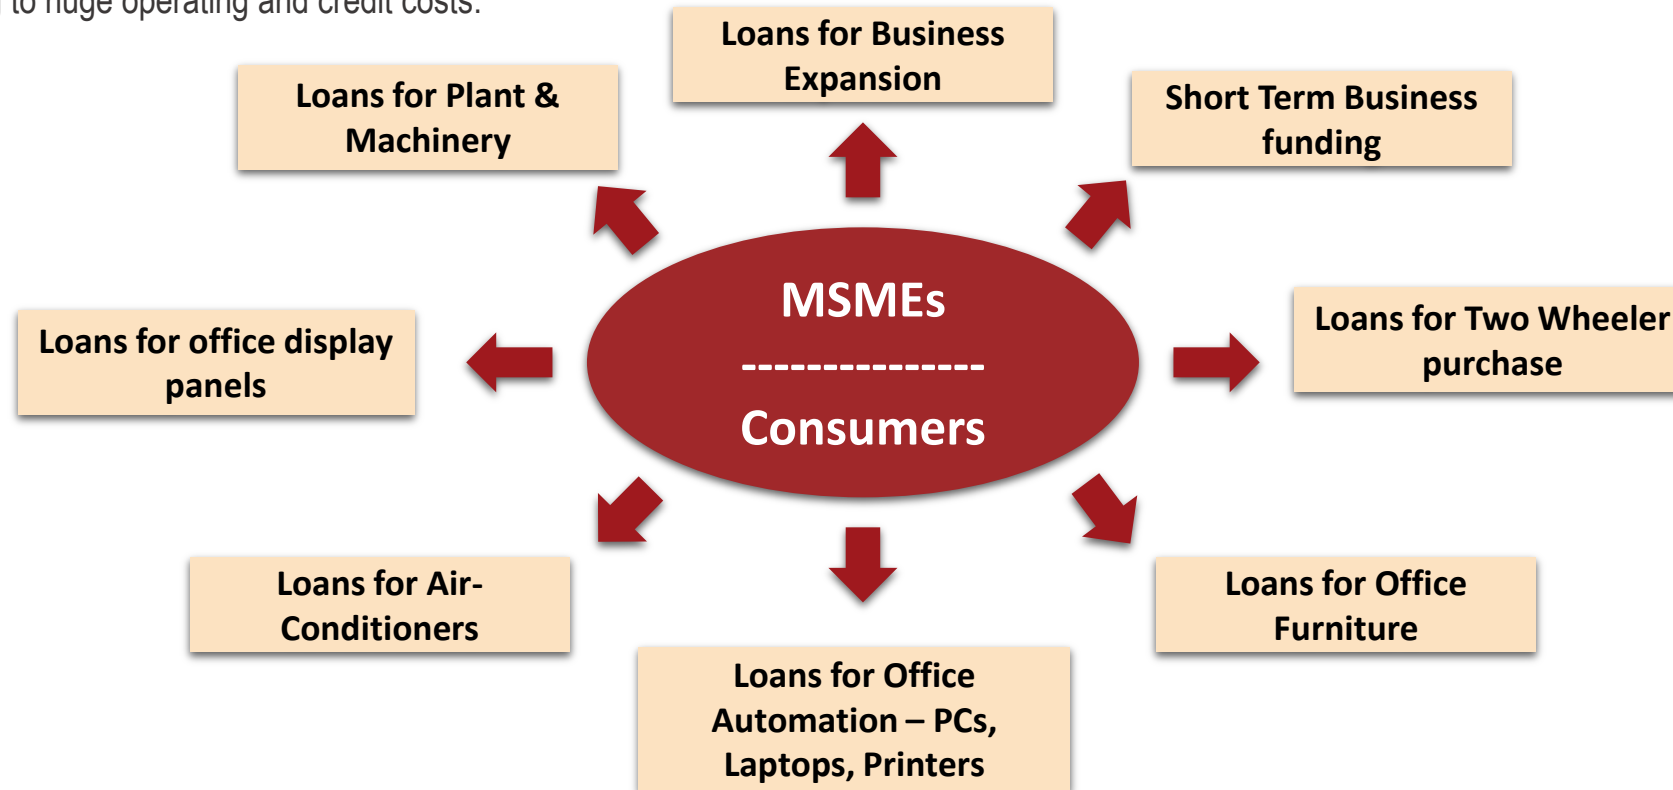 to huge operating and credit costs.
Loans for Business
Expansion
Loans for Plant &
Machinery
Short Term Business
funding
MSMEs
---------------
Consumers
Loans for office display
panels
Loans for Two Wheeler
purchase
Loans for Air-
Conditioners
Loans for Office
Furniture
Loans for Office
Automation – PCs,
Laptops, Printers